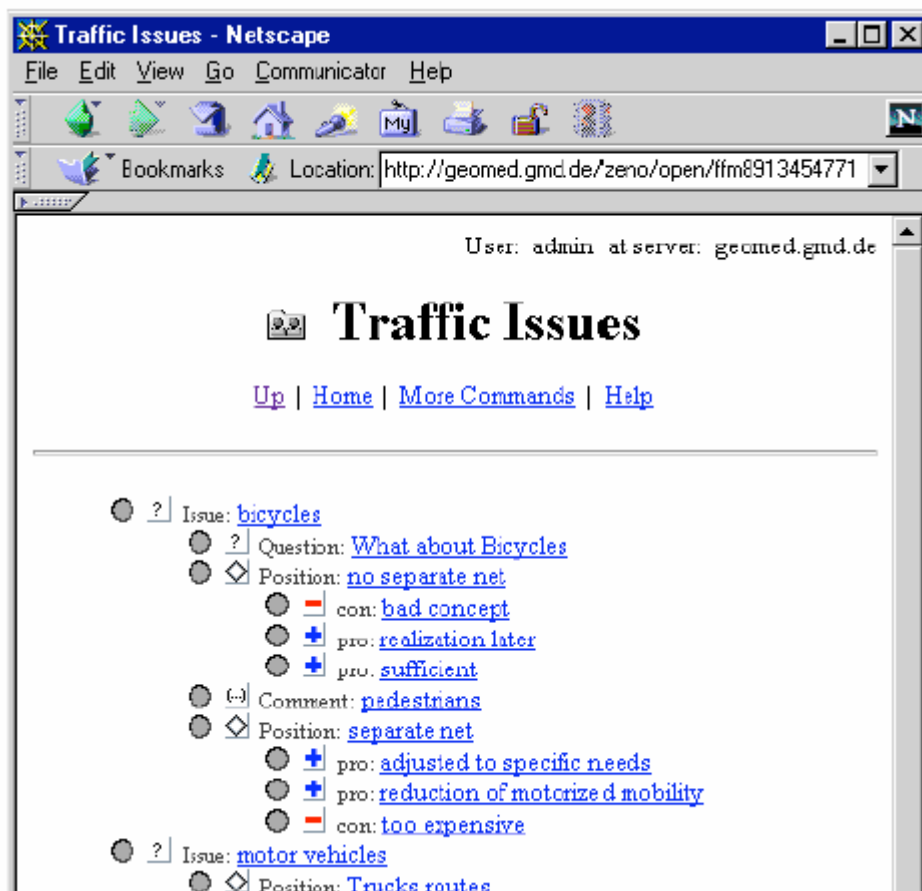 Traffic Issues - Netscape
File Edit View Go Communicator Help
My
N
Bookmarks Location: http://geomed.gmd.de/~zeno/open/ffm8913454771
User: admin at server: geomed.gmd.de
Traffic Issues
Up | Home | More Commands | Help
? Issue: bicycles
? Question: What about Bicycles
Position: no separate net
con: bad concept
pro: realization later
pro: sufficient
Comment: pedestrians
Position: separate net
pro: adjusted to specific needs
pro: reduction of motorized mobility
con: too expensive
? Issue: motor vehicles
Position: Trucks routes